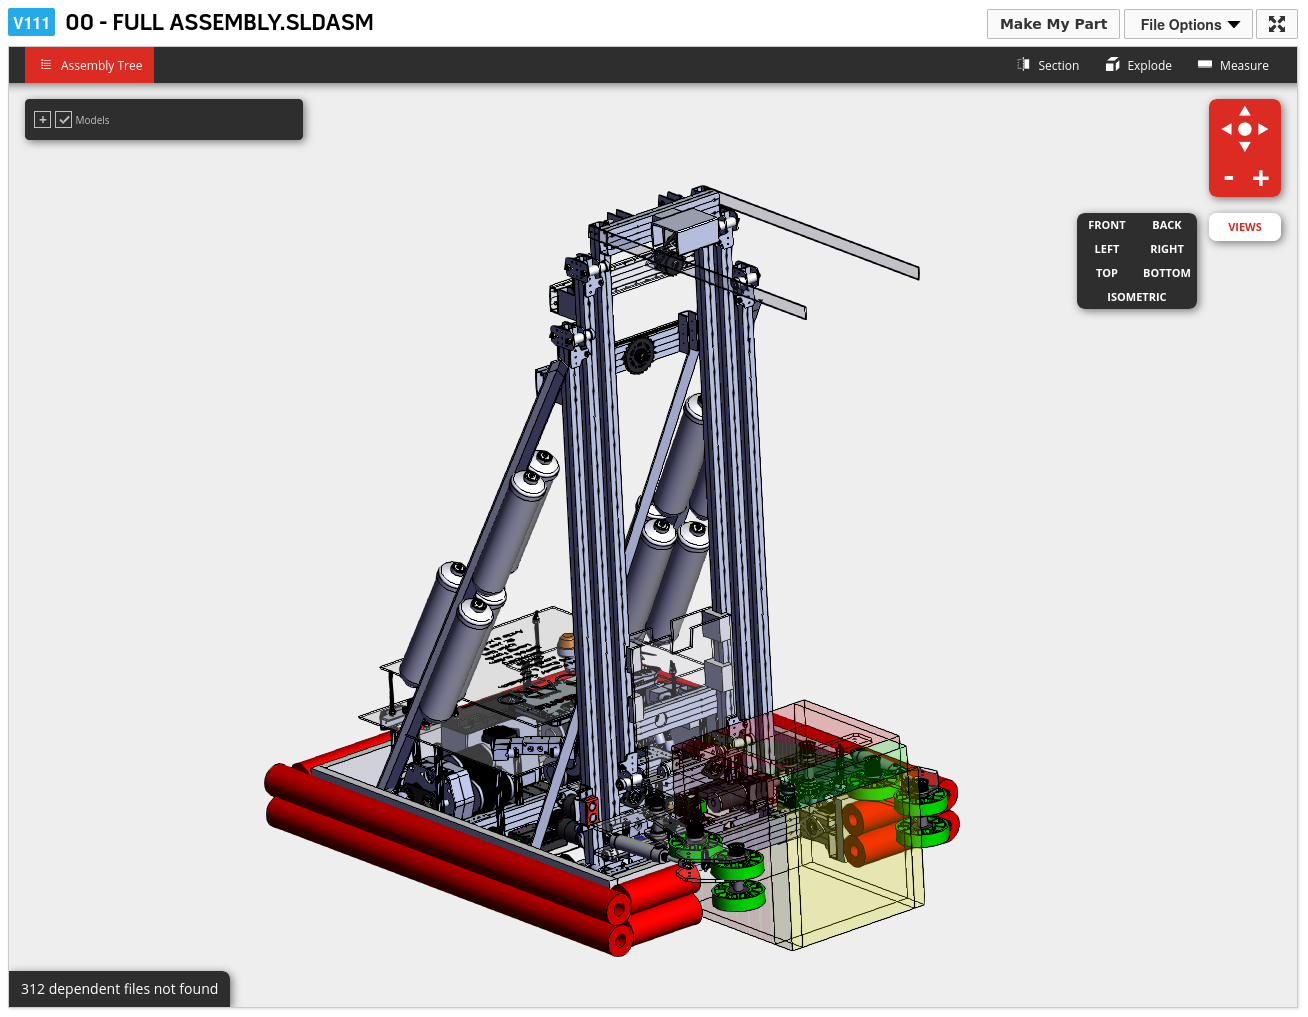 V111 00 - FULL ASSEMBLY.SLDASM
Make My Part
File Options
Assembly Tree
Section
Explode
Measure
+ Models
- +
VIEWS
FRONT BACK
LEFT RIGHT
TOP BOTTOM
ISOMETRIC
312 dependent files not found